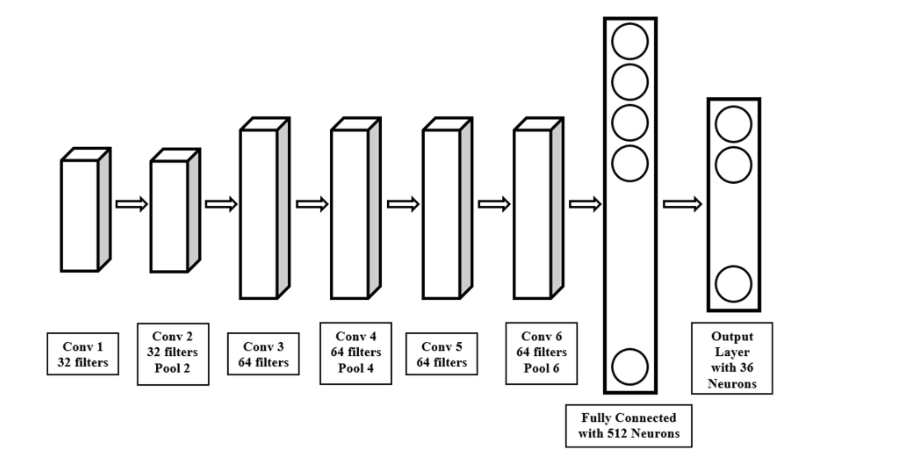 Conv 1
32 filters
Conv 2
32 filters
Pool 2
Conv 3
64 filters
Conv 4
64 filters
Pool 4
Conv 5
64 filters
Conv 6
64 filters
Pool 6
Fully Connected
with 512 Neurons
Output
Layer
with 36
Neurons